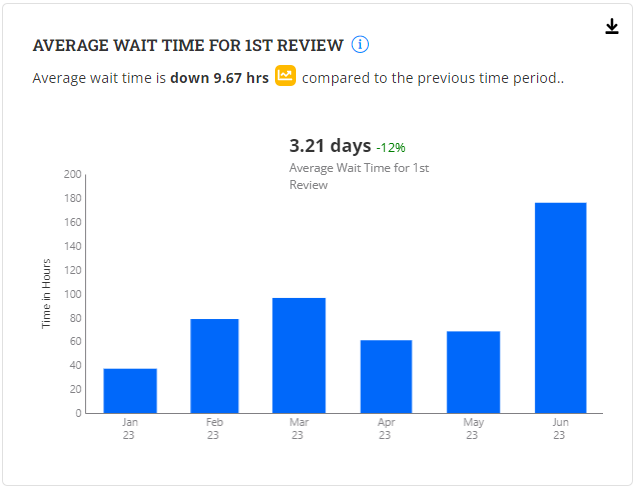 AVERAGE WAIT TIME FOR 1ST REVIEW
Average wait time is down 9.67 hrs compared to the previous time period..
3.21 days -12%
Average Wait Time for 1st
Review
Time in Hours
200
180
160
140
120
100
80
60
40
20
0
Jan Feb Mar Apr May Jun
23 23 23 23 23 23